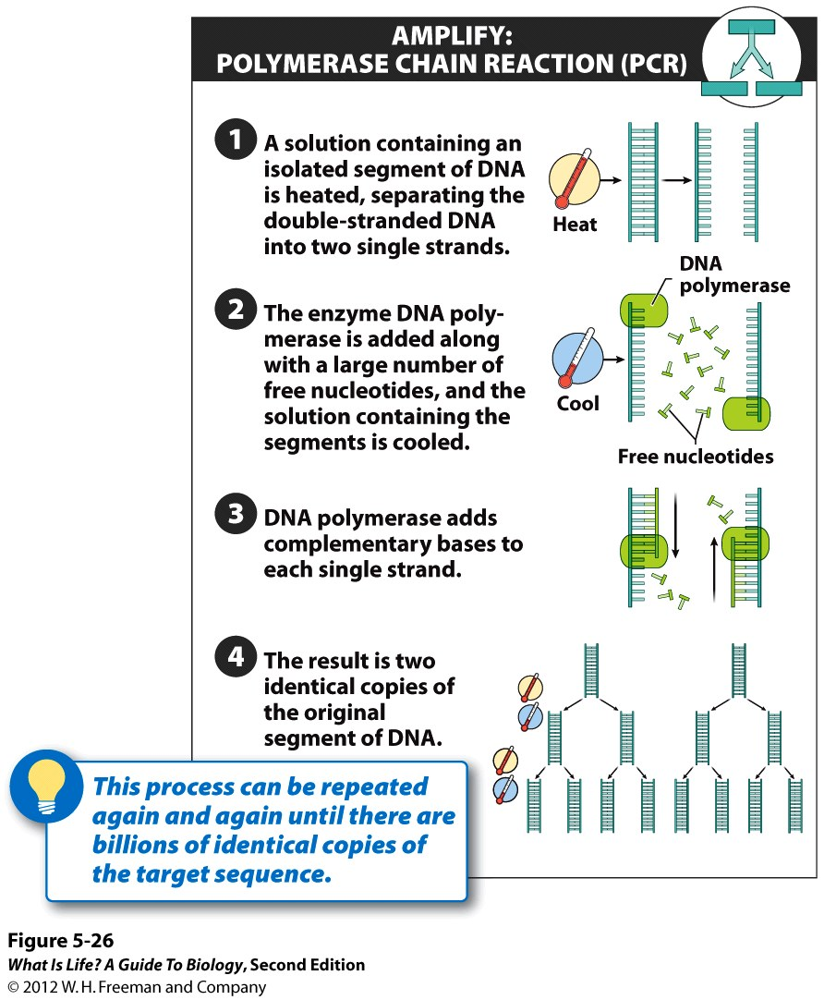 AMPLIFY:
POLYMERASE CHAIN REACTION (PCR)
1
A solution containing an
isolated segment of DNA
is heated, separating the
double-stranded DNA
into two single strands.
Heat
2
The enzyme DNA poly-
merase is added along
with a large number of
free nucleotides, and the
solution containing the
segments is cooled.
Cool
DNA
polymerase
Free nucleotides
3
DNA polymerase adds
complementary bases to
each single strand.
4
The result is two
identical copies of
the original
segment of DNA.
This process can be repeated
again and again until there are
billions of identical copies of
the target sequence.
Figure 5-26
What Is Life? A Guide To Biology, Second Edition
© 2012 W. H. Freeman and Company